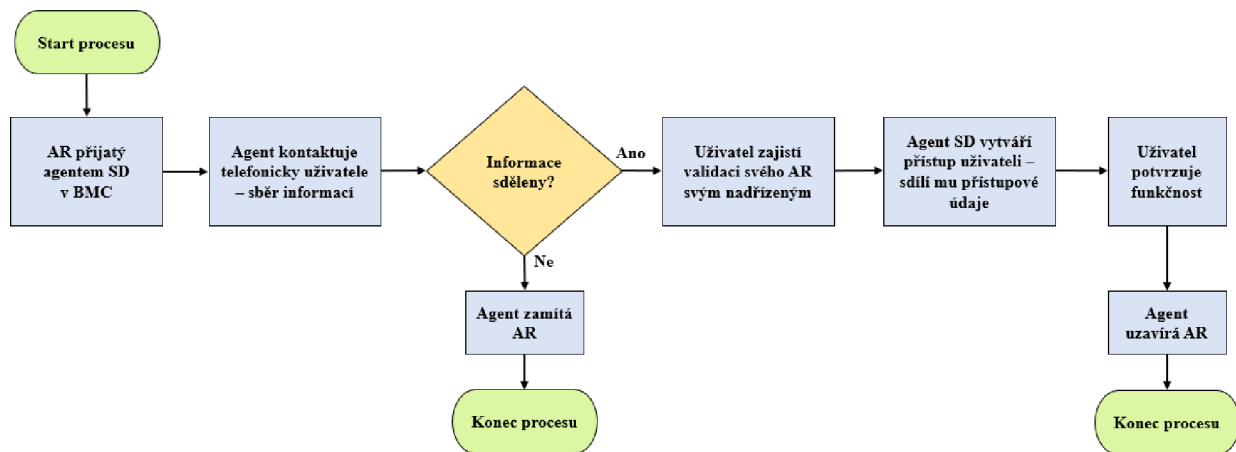 Start procesu
AR přijatý
agentem SD
v BMC
Agent kontaktuje
telefonicky uživatele
– sběr informací
Informace
sděleny?
Ano
Uživatel zajistí
validaci svého AR
svým nadřízeným
Agent SD vytváří
přístup uživateli –
sdílí mu přístupové
údaje
Uživatel
potvrzuje
funkčnost
Ne
Agent zamítá
AR
Konec procesu
Agent
uzavírá AR
Konec procesu